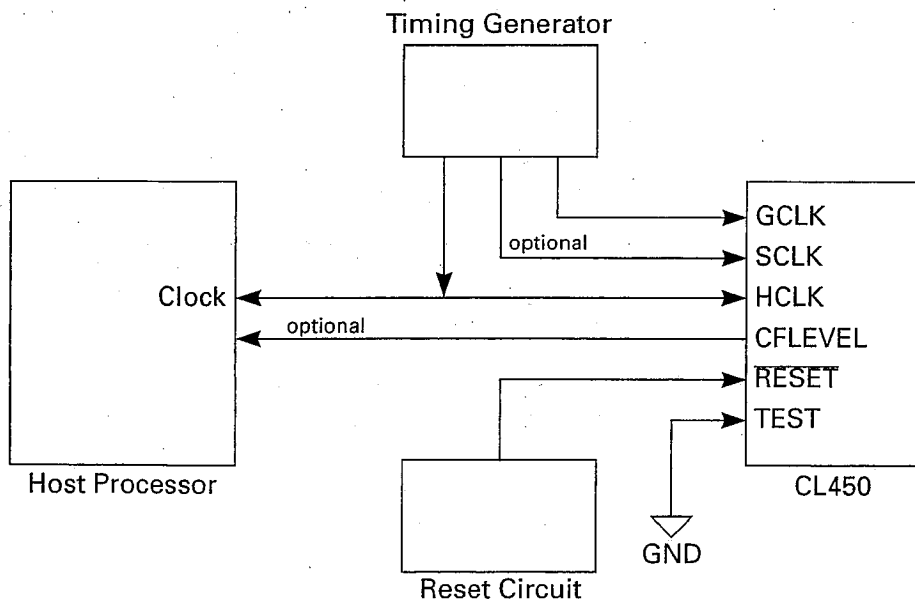 Timing Generator
GCLK
optional
SCLK
Clock
HCLK
optional
CFLEVEL
RESET
TEST
Host Processor
CL450
GND
Reset Circuit